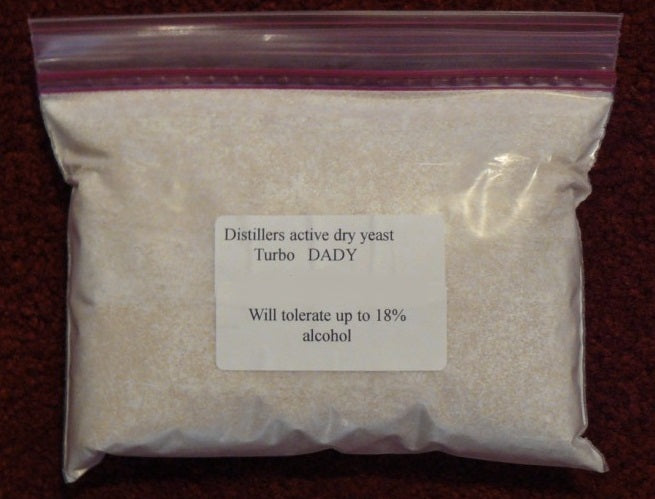 Distillers active dry yeast
Turbo DADY
Will tolerate up to 18%
alcohol